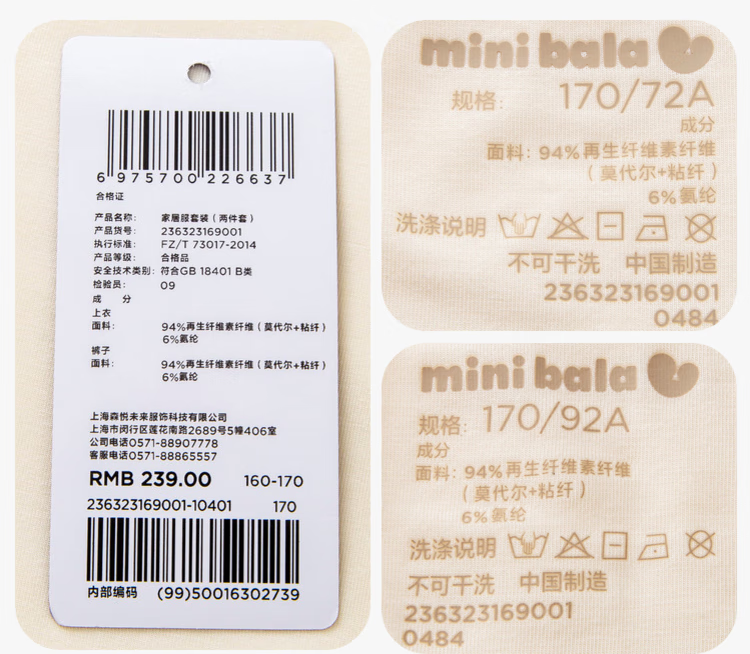 6 975700 226637
合格证
产品名称: 家居服套装(两件套)
产品货号: 236323169001
执行标准: FZ/T 73017-2014
产品等级: 合格品
安全技术类别: 符合GB 18401 B类
检验员: 09
成 分
上衣
面料: 94%再生纤维素纤维(莫代尔+粘纤)
6%氨纶
裤子
面料: 94%再生纤维素纤维(莫代尔+粘纤)
6%氨纶
上海森悦未来服饰科技有限公司
上海市闵行区莲花南路2689号5幢406室
公司电话0571-88907778
客服电话0571-88865557
RMB 239.00 160-170
236323169001-10401 170
内部编码 (99)50016302739
mini bala
规格: 170/72A
成分
面料: 94%再生纤维素纤维
(莫代尔+粘纤)
6%氨纶
洗涤说明
不可干洗 中国制造
236323169001
0484
mini bala
规格: 170/92A
成分
面料: 94%再生纤维素纤维
(莫代尔+粘纤)
6%氨纶
洗涤说明
不可干洗 中国制造
236323169001
0484